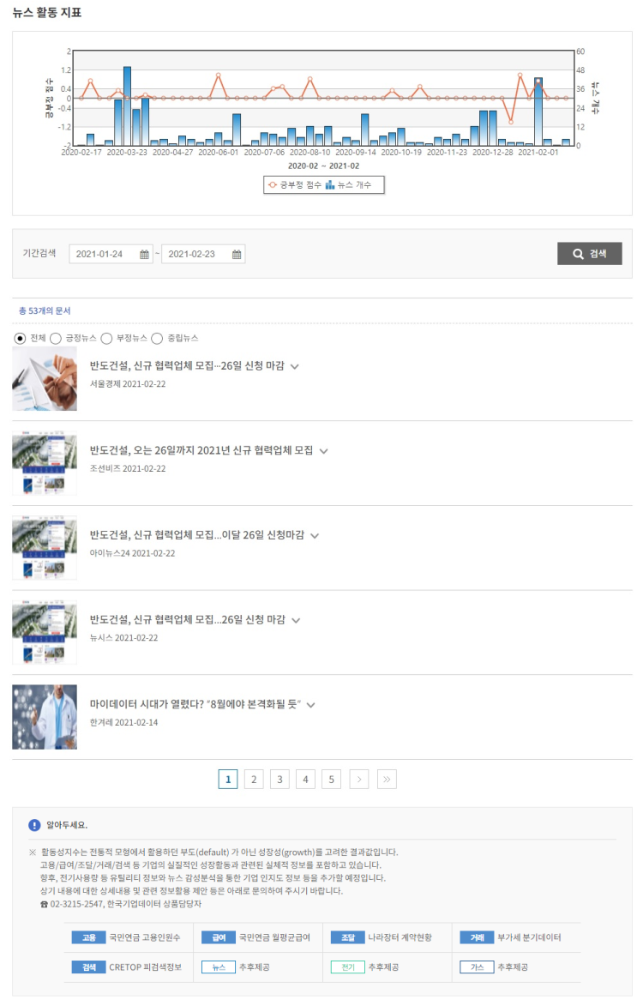 뉴스 활동 지표
2
1.2
0.4
0
-0.4
-1.2
-2
긍부정 점수
60
48
36
24
12
0
뉴스 개수
2020-02-17 2020-03-23 2020-04-27 2020-06-01 2020-07-06 2020-08-10 2020-09-14 2020-10-19 2020-11-23 2020-12-28 2021-02-01
2020-02 ~ 2021-02
긍부정 점수 뉴스 개수
기간검색 2021-01-24 ~ 2021-02-23 검색
총 53개의 문서
전체 긍정뉴스 부정뉴스 중립뉴스
반도건설, 신규 협력업체 모집…26일 신청 마감
서울경제 2021-02-22
반도건설, 오는 26일까지 2021년 신규 협력업체 모집
조선비즈 2021-02-22
반도건설, 신규 협력업체 모집...이달 26일 신청마감
아이뉴스24 2021-02-22
반도건설, 신규 협력업체 모집...26일 신청 마감
뉴시스 2021-02-22
마이데이터 시대가 열렸다? "8월에야 본격화될 듯"
한겨레 2021-02-14
1 2 3 4 5 > >>
알아두세요.
※ 활동성지수는 전통적 모형에서 활용하던 부도(default) 가 아닌 성장성(growth)를 고려한 결과값입니다.
고용/급여/조달/거래/검색 등 기업의 실질적인 성장활동과 관련된 실체적 정보를 포함하고 있습니다.
향후, 전기사용량 등 유틸리티 정보와 뉴스 감성분석을 통한 기업 인지도 정보 등을 추가할 예정입니다.
상기 내용에 대한 상세내용 및 관련 정보활용 제안 등은 아래로 문의하여 주시기 바랍니다.
☎ 02-3215-2547, 한국기업데이터 상품담당자
고용 국민연금 고용인원수 급여 국민연금 월평균급여 조달 나라장터 계약현황 거래 부가세 분기데이터
검색 CRETOP 피검색정보 뉴스 추후제공 전기 추후제공 가스 추후제공